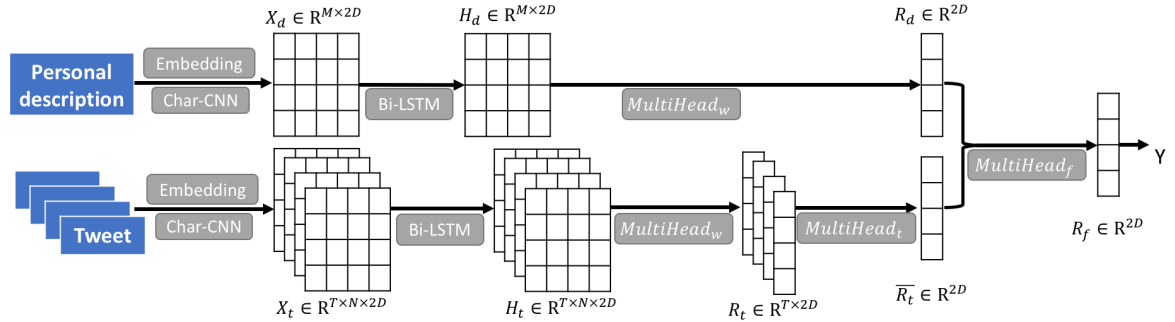 X_d ∈ R^{M×2D}
H_d ∈ R^{M×2D}
R_d ∈ R^{2D}
Personal
description
Embedding
Char-CNN
Bi-LSTM
MultiHead_w
Tweet
Embedding
Char-CNN
Bi-LSTM
MultiHead_w
MultiHead_t
MultiHead_f
Y
X_t ∈ R^{T×N×2D}
H_t ∈ R^{T×N×2D}
R_t ∈ R^{T×2D}
\overline{R_t} ∈ R^{2D}
R_f ∈ R^{2D}